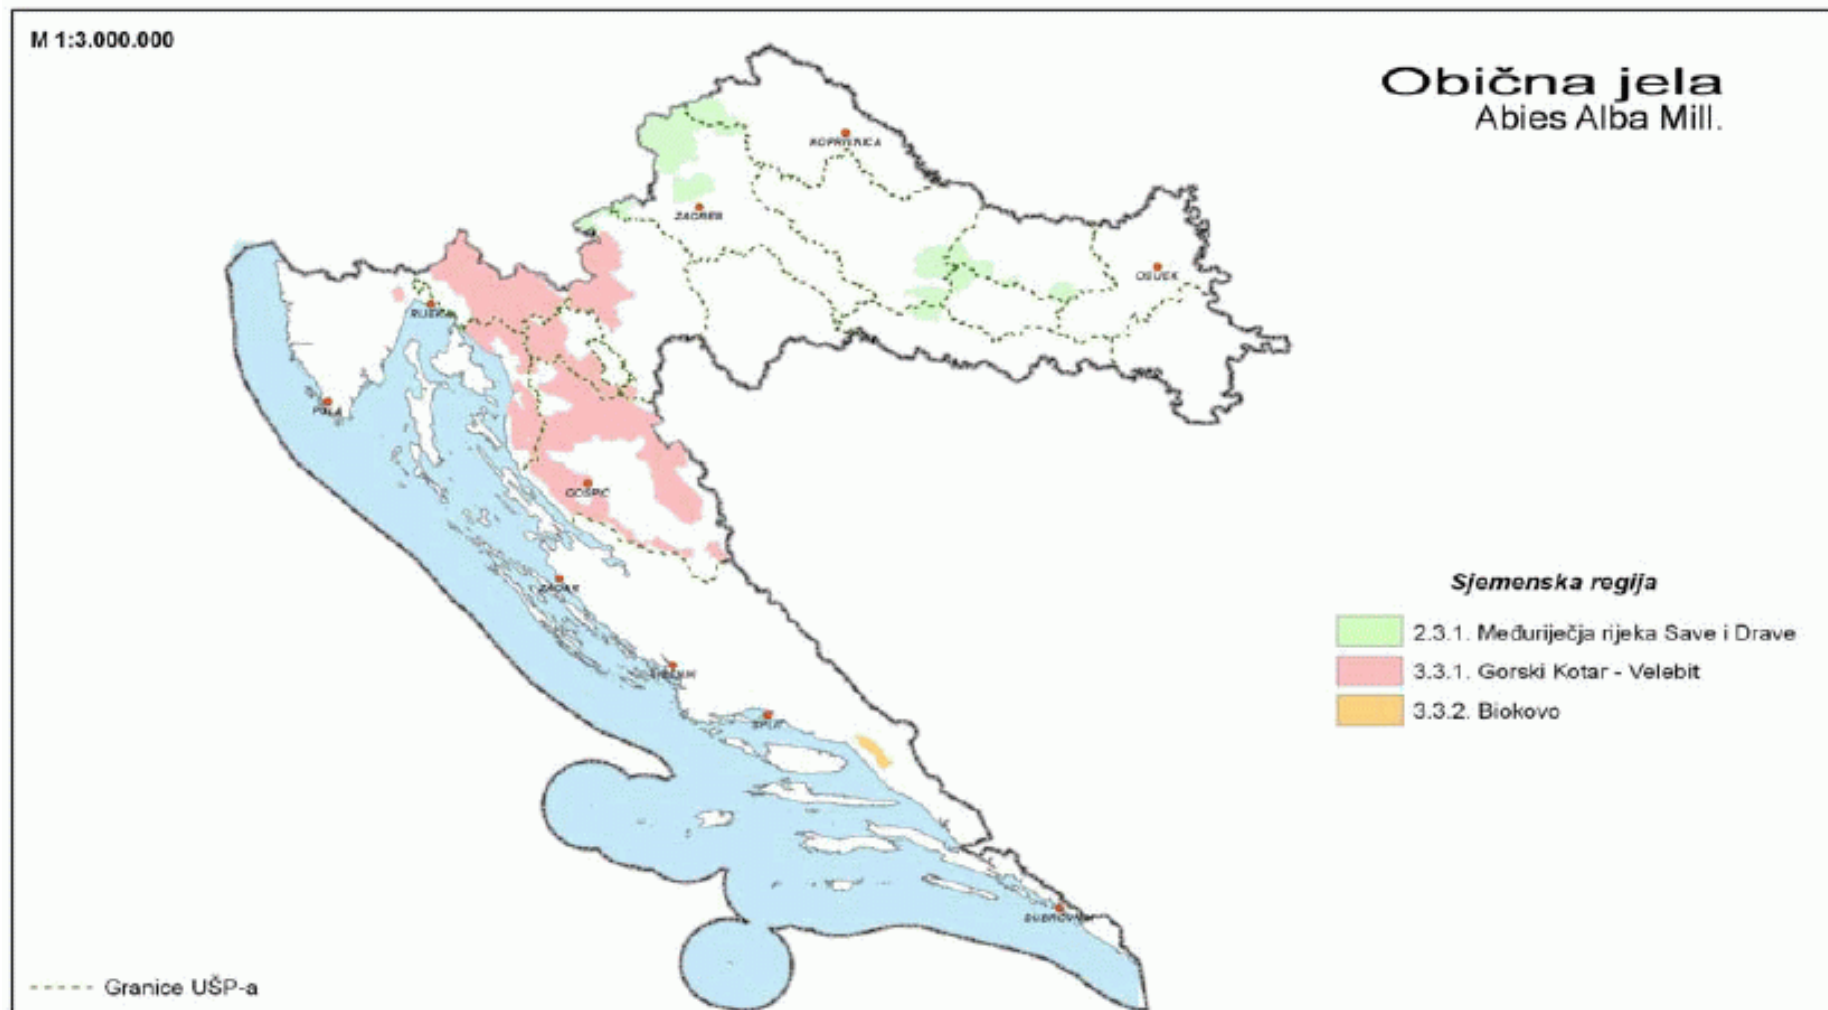 M 1:3.000.000
Obična jela
Abies Alba Mill.
KOPRIVNICA
ZAGREB
OSIJEK
RIJEKA
PULA
GOSPIĆ
ZADAR
SPLIT
DUBROVNIK
Sjemenska regija
2.3.1. Međuriječja rijeka Save i Drave
3.3.1. Gorski Kotar - Velebit
3.3.2. Biokovo
Granice UŠP-a